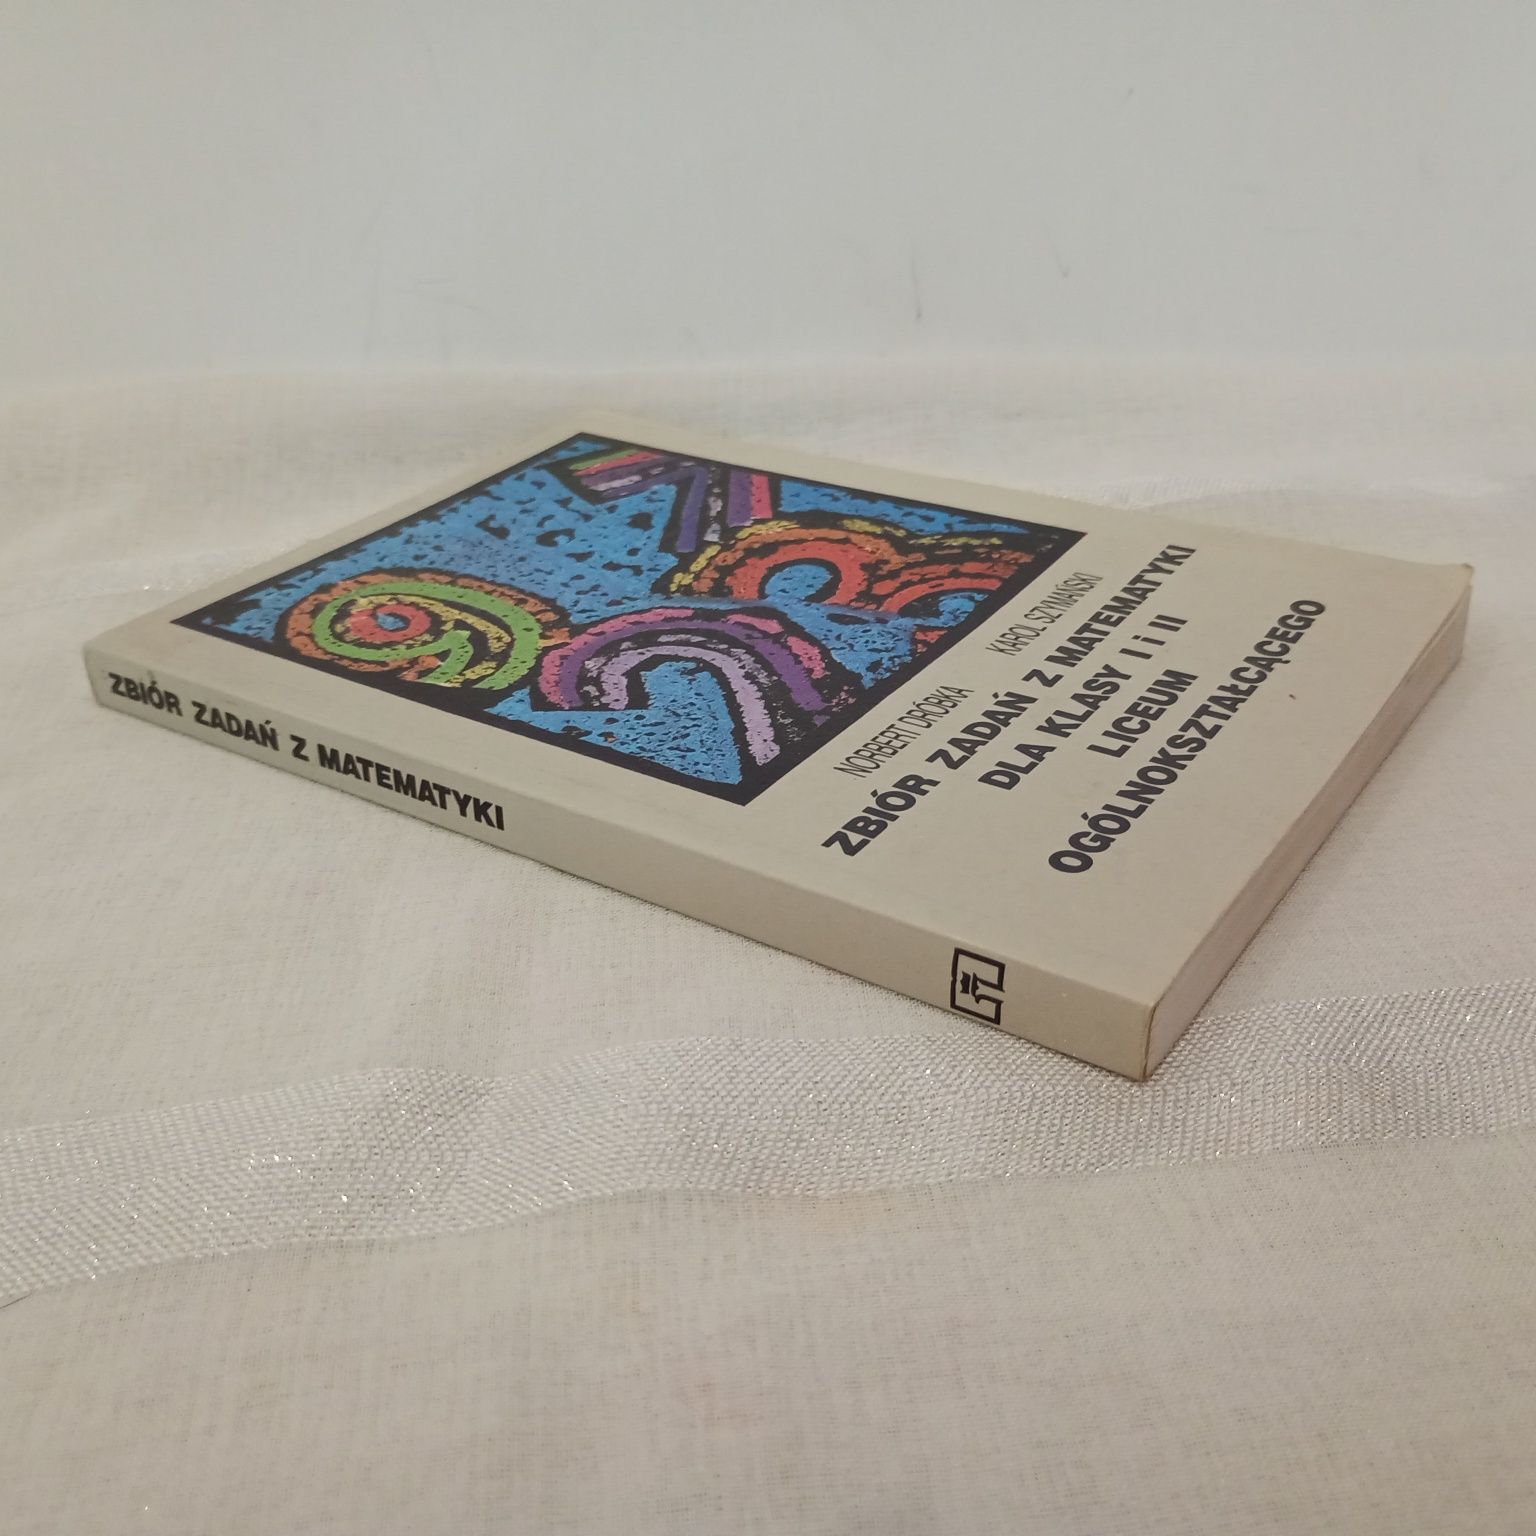 NORBERT DRÓBKA KAROL SZYMAŃSKI
ZBIÓR ZADAŃ Z MATEMATYKI
DLA KLASY I i II
LICEUM
OGÓLNOKSZTAŁCĄCEGO
ZBIÓR ZADAŃ Z MATEMATYKI